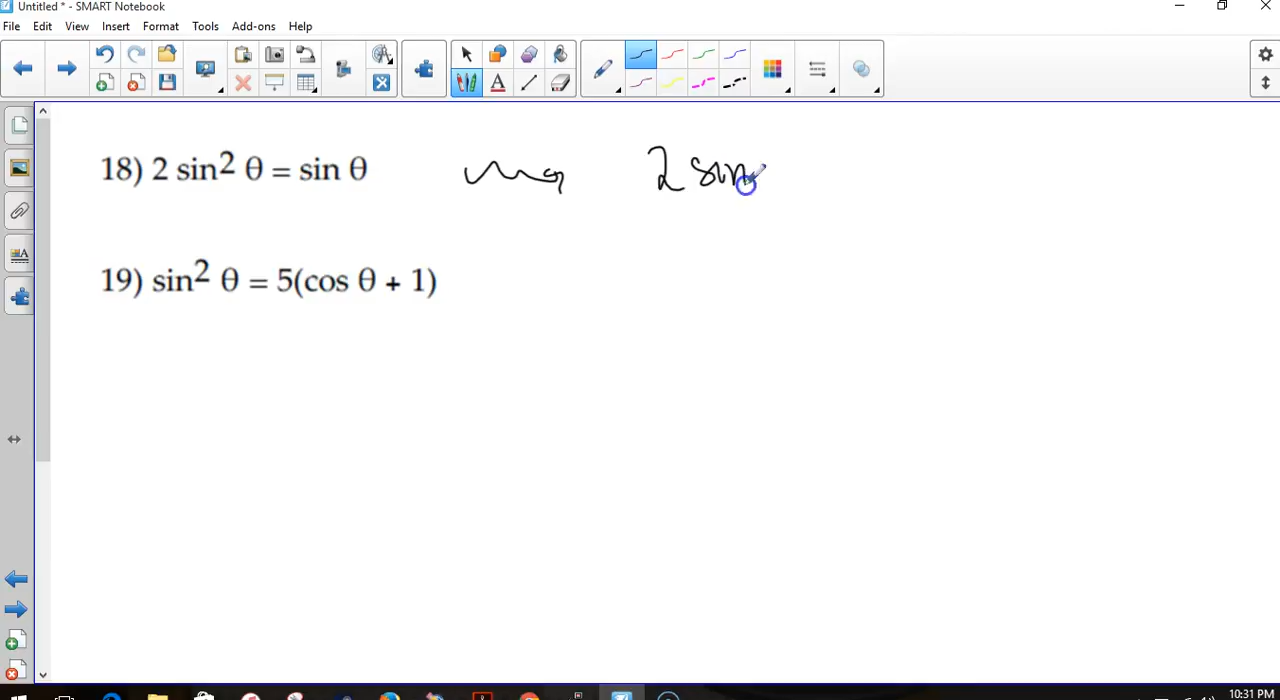 Untitled * - SMART Notebook
File Edit View Insert Format Tools Add-ons Help
18) 2 sin² θ = sin θ 2 sin
19) sin² θ = 5(cos θ + 1)
10:31 PM